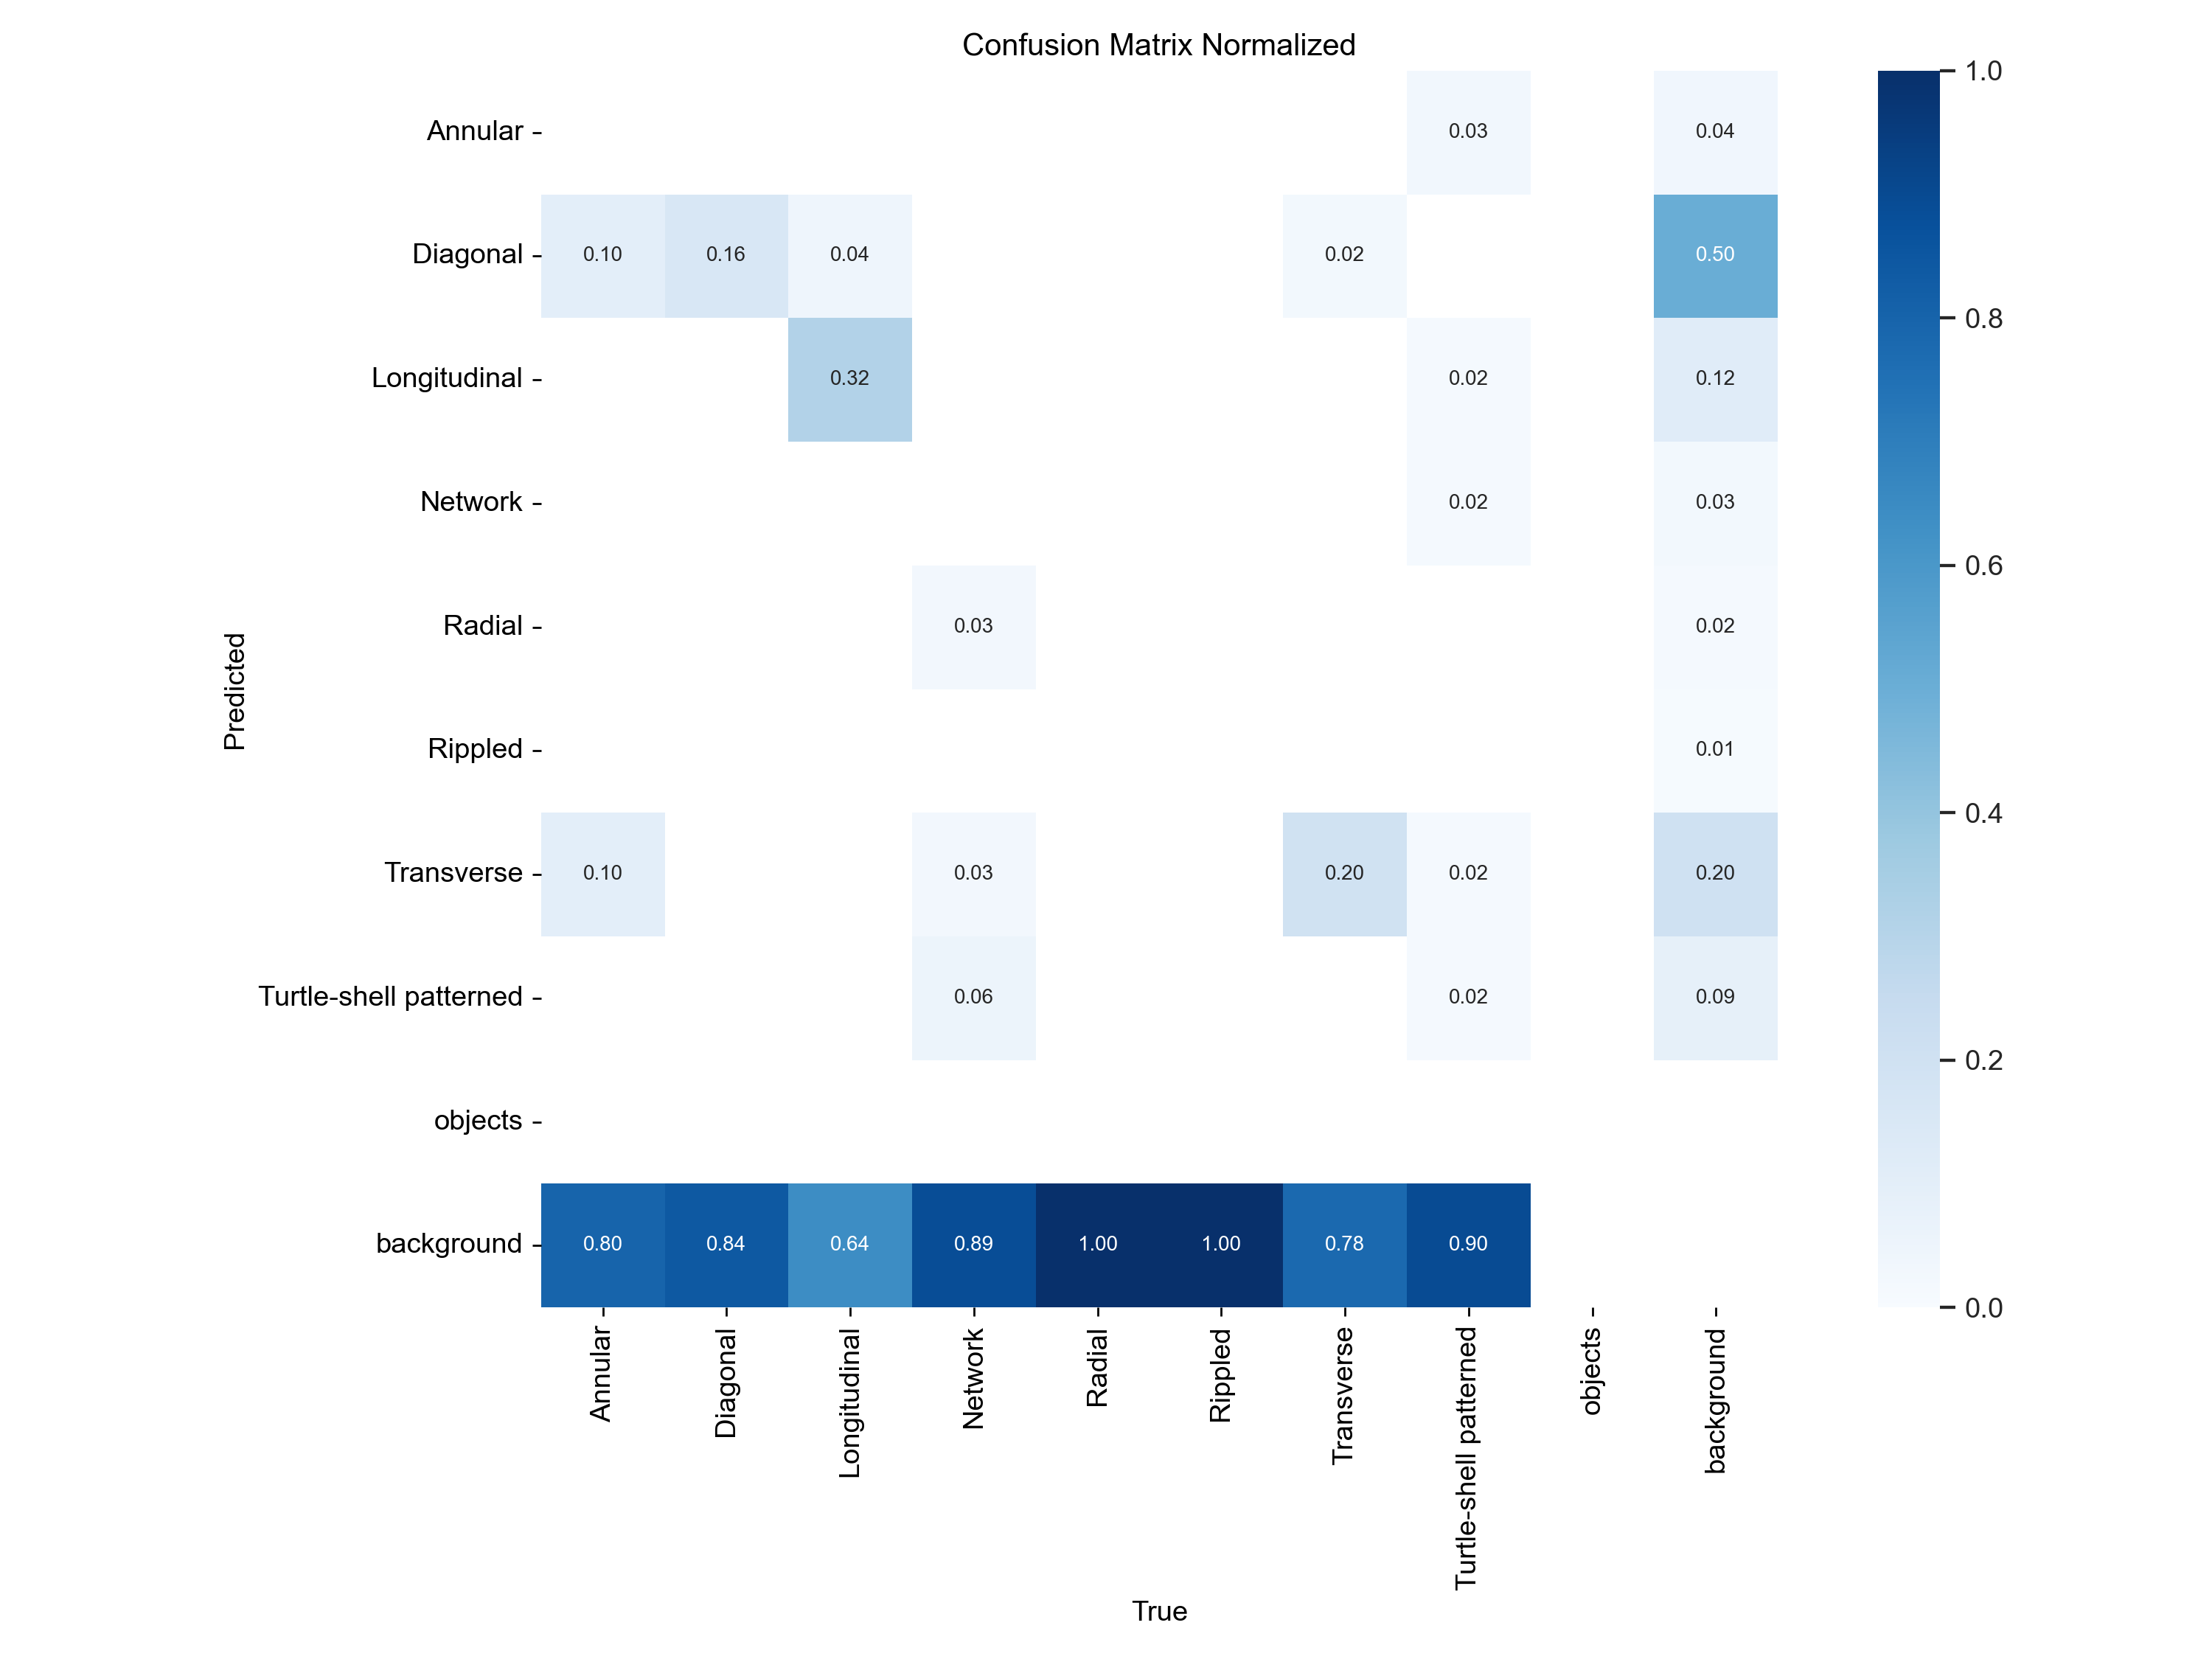 Confusion Matrix Normalized
1.0
Annular
0.03
0.04
Diagonal
0.10
0.16
0.04
0.02
0.50
0.8
Longitudinal
0.32
0.02
0.12
Network
0.02
0.03
0.6
Radial
0.03
0.02
Predicted
Rippled
0.01
0.4
Transverse
0.10
0.03
0.20
0.02
0.20
Turtle-shell patterned
0.06
0.02
0.09
0.2
objects
background
0.80
0.84
0.64
0.89
1.00
1.00
0.78
0.90
0.0
Annular
Diagonal
Longitudinal
Network
Radial
Rippled
Transverse
Turtle-shell patterned
objects
background
True